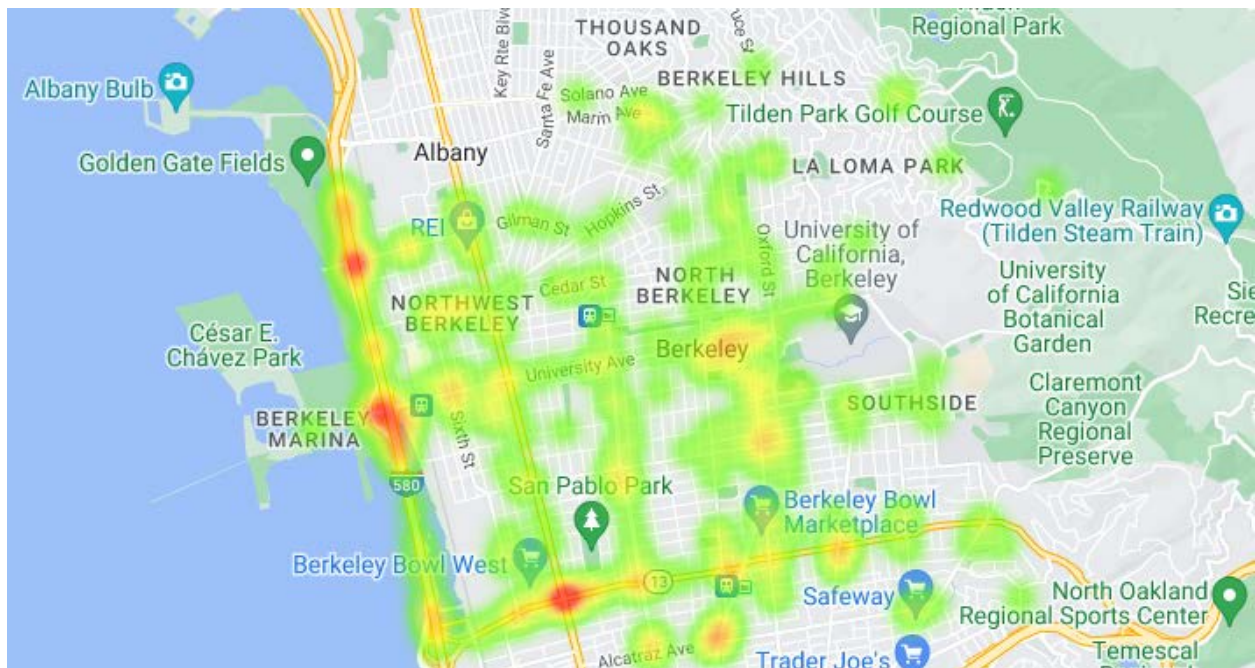 THOUSAND
OAKS
Regional Park
Key Rte Blvd
Santa Fe Ave
Solano Ave
Marin Ave
BERKELEY HILLS
Albany Bulb
Tilden Park Golf Course
Golden Gate Fields
Albany
LA LOMA PARK
REI
Gilman St
Hopkins St
Oxford St
University of
California,
Berkeley
Redwood Valley Railway
(Tilden Steam Train)
NORTHWEST
BERKELEY
Cedar St
NORTH
BERKELEY
University
of California
Botanical
Garden
César E.
Chávez Park
University Ave
Berkeley
BERKELEY
MARINA
Sixth St
SOUTHSIDE
Claremont
Canyon
Regional
Preserve
580
San Pablo Park
Berkeley Bowl
Marketplace
Berkeley Bowl West
13
Safeway
North Oakland
Regional Sports Center
Alcatraz Ave
Trader Joe's
Temescal